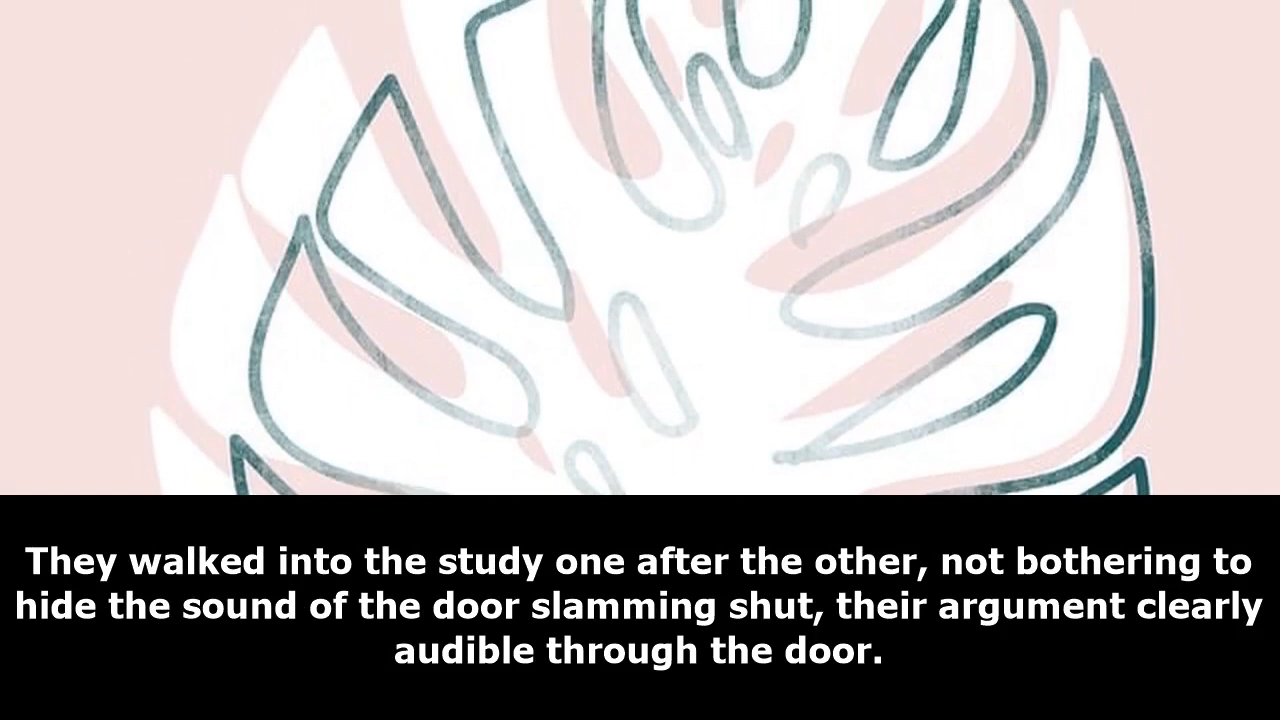 They walked into the study one after the other, not bothering to
hide the sound of the door slamming shut, their argument clearly
audible through the door.